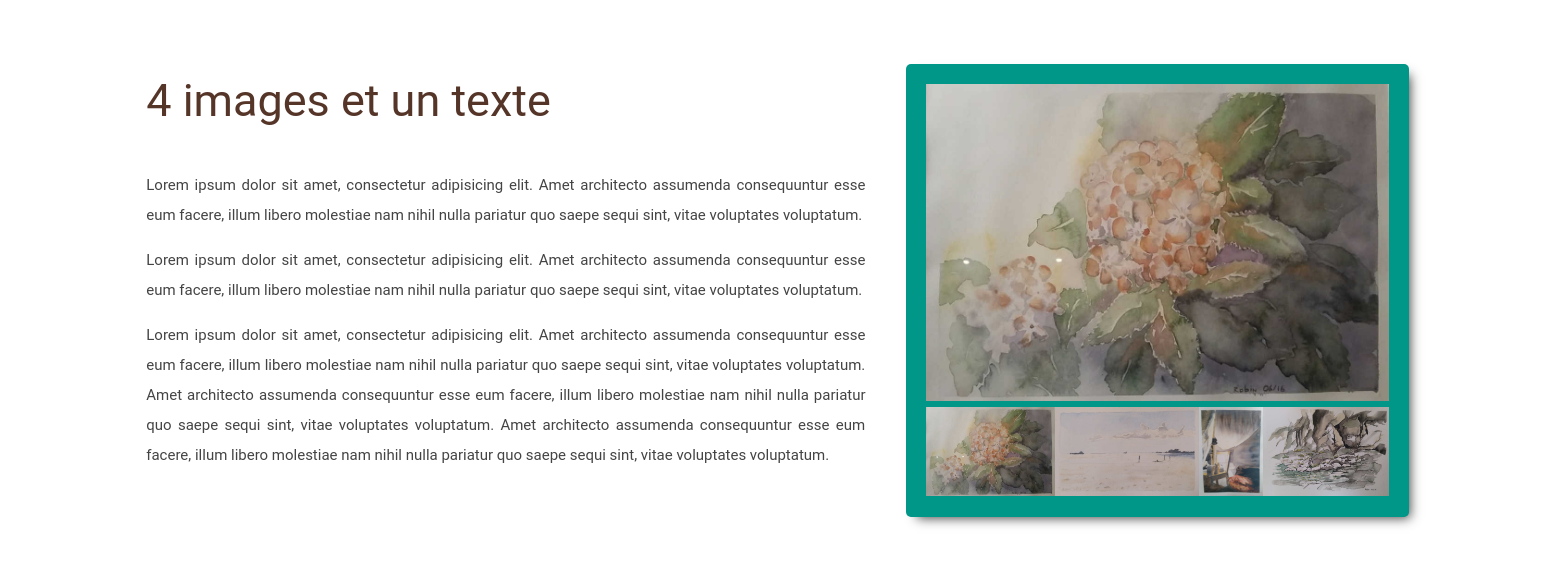 4 images et un texte
Lorem ipsum dolor sit amet, consectetur adipisicing elit. Amet architecto assumenda consequuntur esse
eum facere, illum libero molestiae nam nihil nulla pariatur quo saepe sequi sint, vitae voluptates voluptatum.
Lorem ipsum dolor sit amet, consectetur adipisicing elit. Amet architecto assumenda consequuntur esse
eum facere, illum libero molestiae nam nihil nulla pariatur quo saepe sequi sint, vitae voluptates voluptatum.
Lorem ipsum dolor sit amet, consectetur adipisicing elit. Amet architecto assumenda consequuntur esse
eum facere, illum libero molestiae nam nihil nulla pariatur quo saepe sequi sint, vitae voluptates voluptatum.
Amet architecto assumenda consequuntur esse eum facere, illum libero molestiae nam nihil nulla pariatur
quo saepe sequi sint, vitae voluptates voluptatum. Amet architecto assumenda consequuntur esse eum
facere, illum libero molestiae nam nihil nulla pariatur quo saepe sequi sint, vitae voluptates voluptatum.